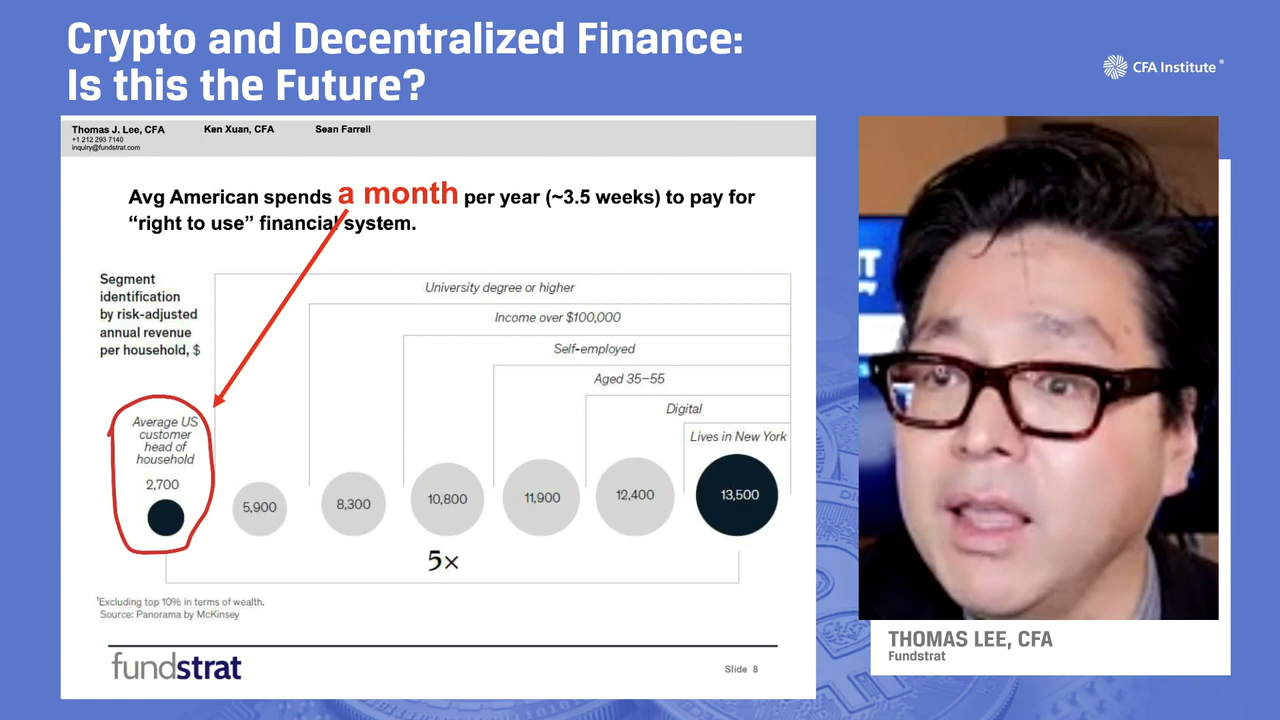 Crypto and Decentralized Finance:
Is this the Future?
CFA Institute®
Thomas J. Lee, CFA Ken Xuan, CFA Sean Farrell
+1 212 293 7140
inquiry@fundstrat.com
Avg American spends a month per year (~3.5 weeks) to pay for
“right to use” financial system.
Segment
identification
by risk-adjusted
annual revenue
per household, $
University degree or higher
Income over $100,000
Self-employed
Aged 35–55
Digital
Lives in New York
Average US
customer
head of
household
2,700
5,900
8,300
10,800
11,900
12,400
13,500
5×
†Excluding top 10% in terms of wealth.
Source: Panorama by McKinsey
fundstrat
Slide 8
THOMAS LEE, CFA
Fundstrat